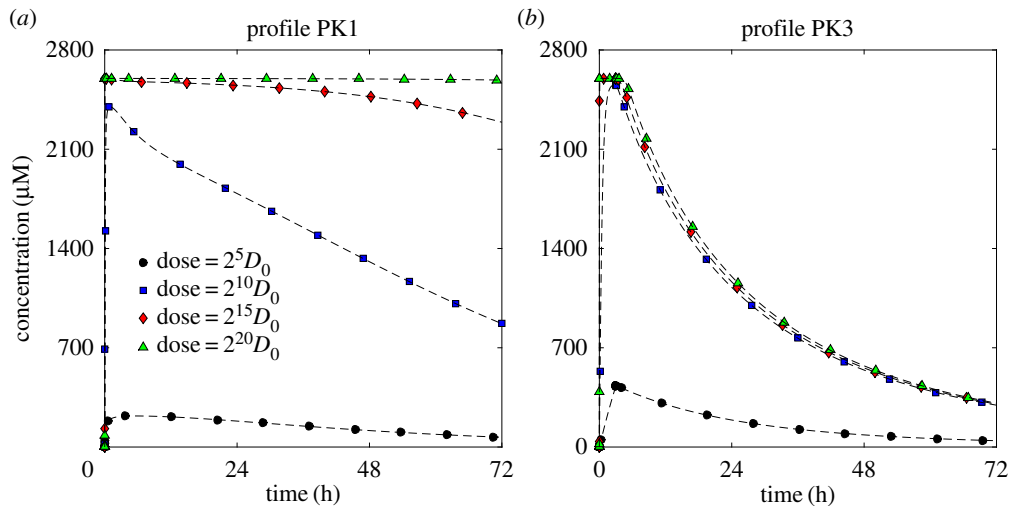 (a) profile PK1
2800
2100
1400
700
0
concentration (µM)
dose = 2⁵D₀
dose = 2¹⁰D₀
dose = 2¹⁵D₀
dose = 2²⁰D₀
0 24 48 72
time (h)
(b) profile PK3
2800
2100
1400
700
0
0 24 48 72
time (h)